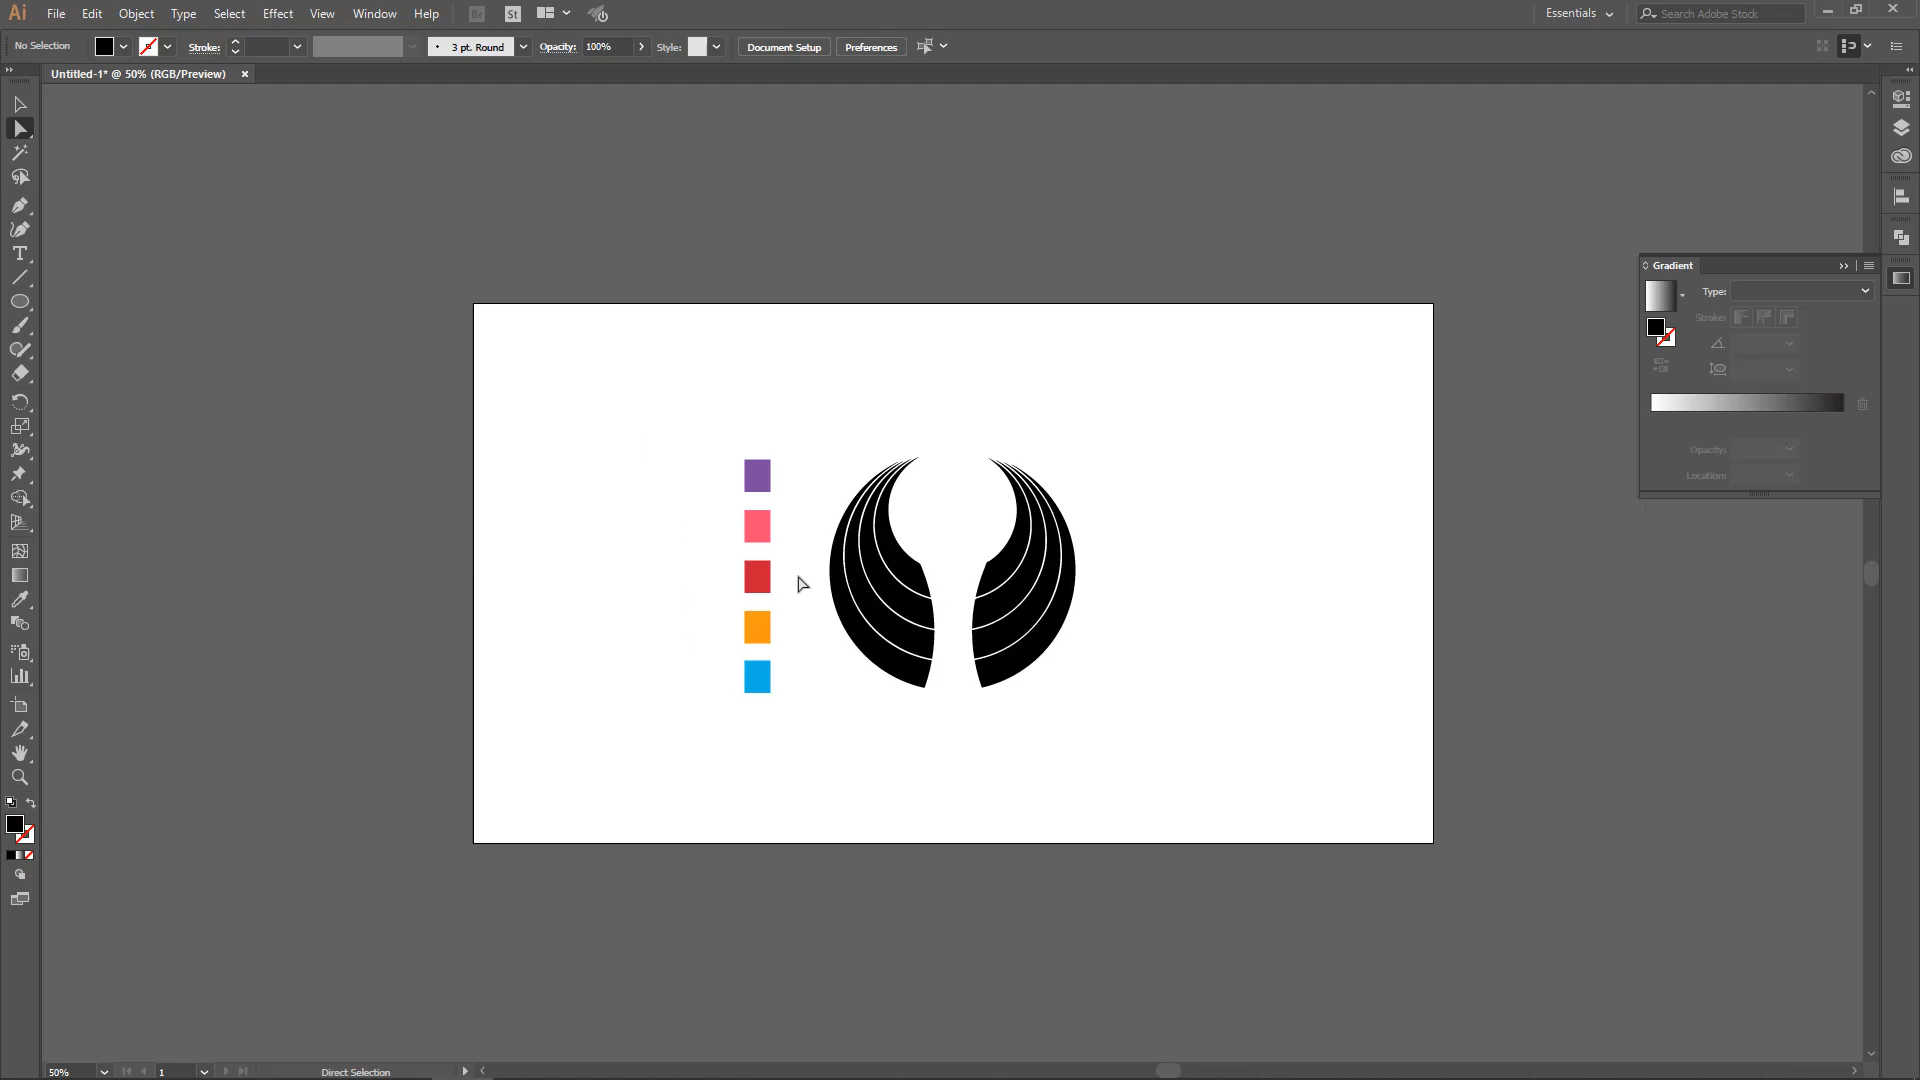 Ai File Edit Object Type Select Effect View Window Help Br St Essentials Search Adobe Stock
No Selection Stroke: 3 pt. Round Opacity: 100% Style: Document Setup Preferences
Untitled-1* @ 50% (RGB/Preview) ×
Gradient
Type:
Stroke:
Opacity:
Location:
50% 1 Direct Selection